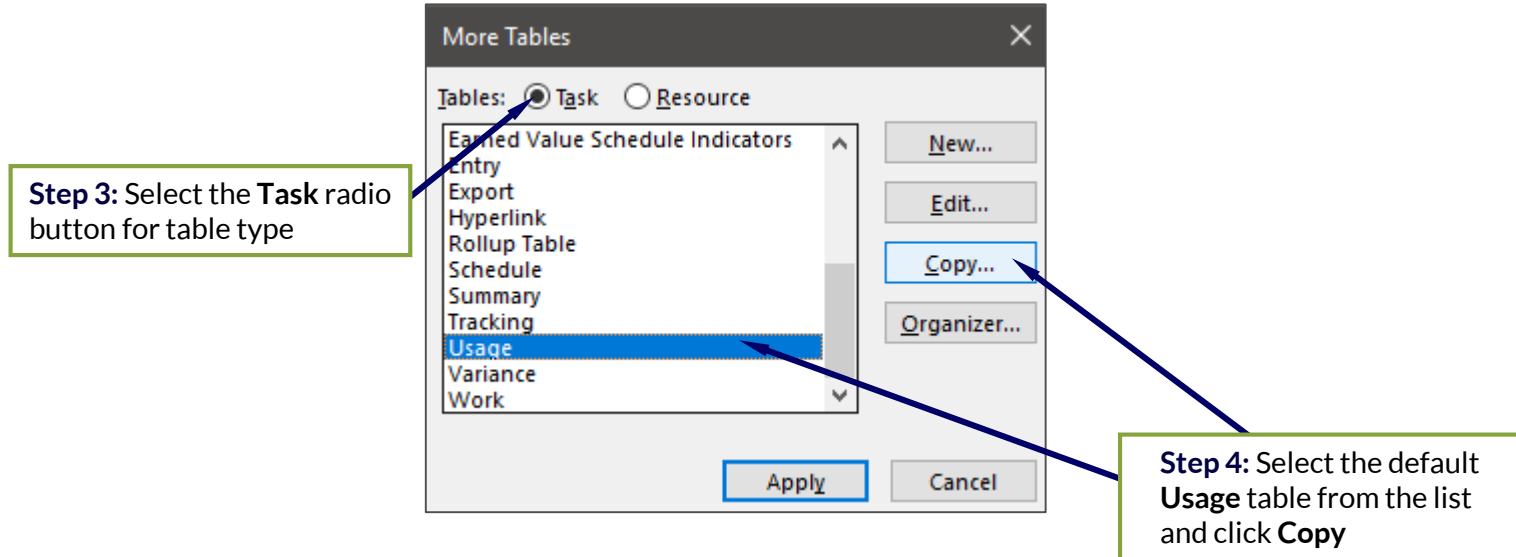 More Tables
Tables: Task Resource
Earned Value Schedule Indicators
Entry
Export
Hyperlink
Rollup Table
Schedule
Summary
Tracking
Usage
Variance
Work
New...
Edit...
Copy...
Organizer...
Apply
Cancel
Step 3: Select the Task radio
button for table type
Step 4: Select the default
Usage table from the list
and click Copy